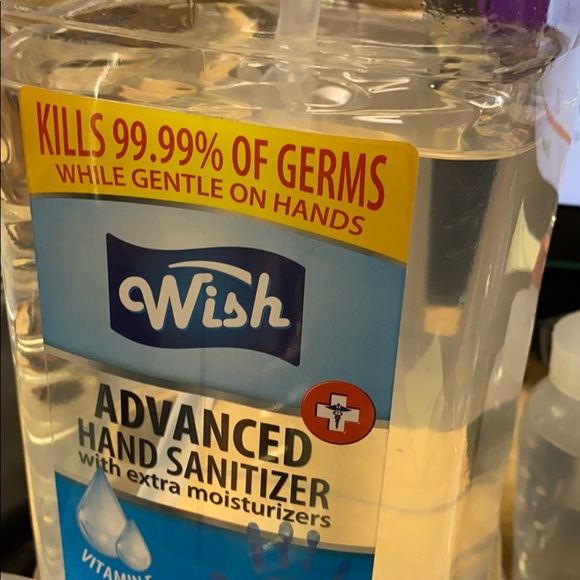 KILLS 99.99% OF GERMS
WHILE GENTLE ON HANDS
Wish
ADVANCED
HAND SANITIZER
with extra moisturizers